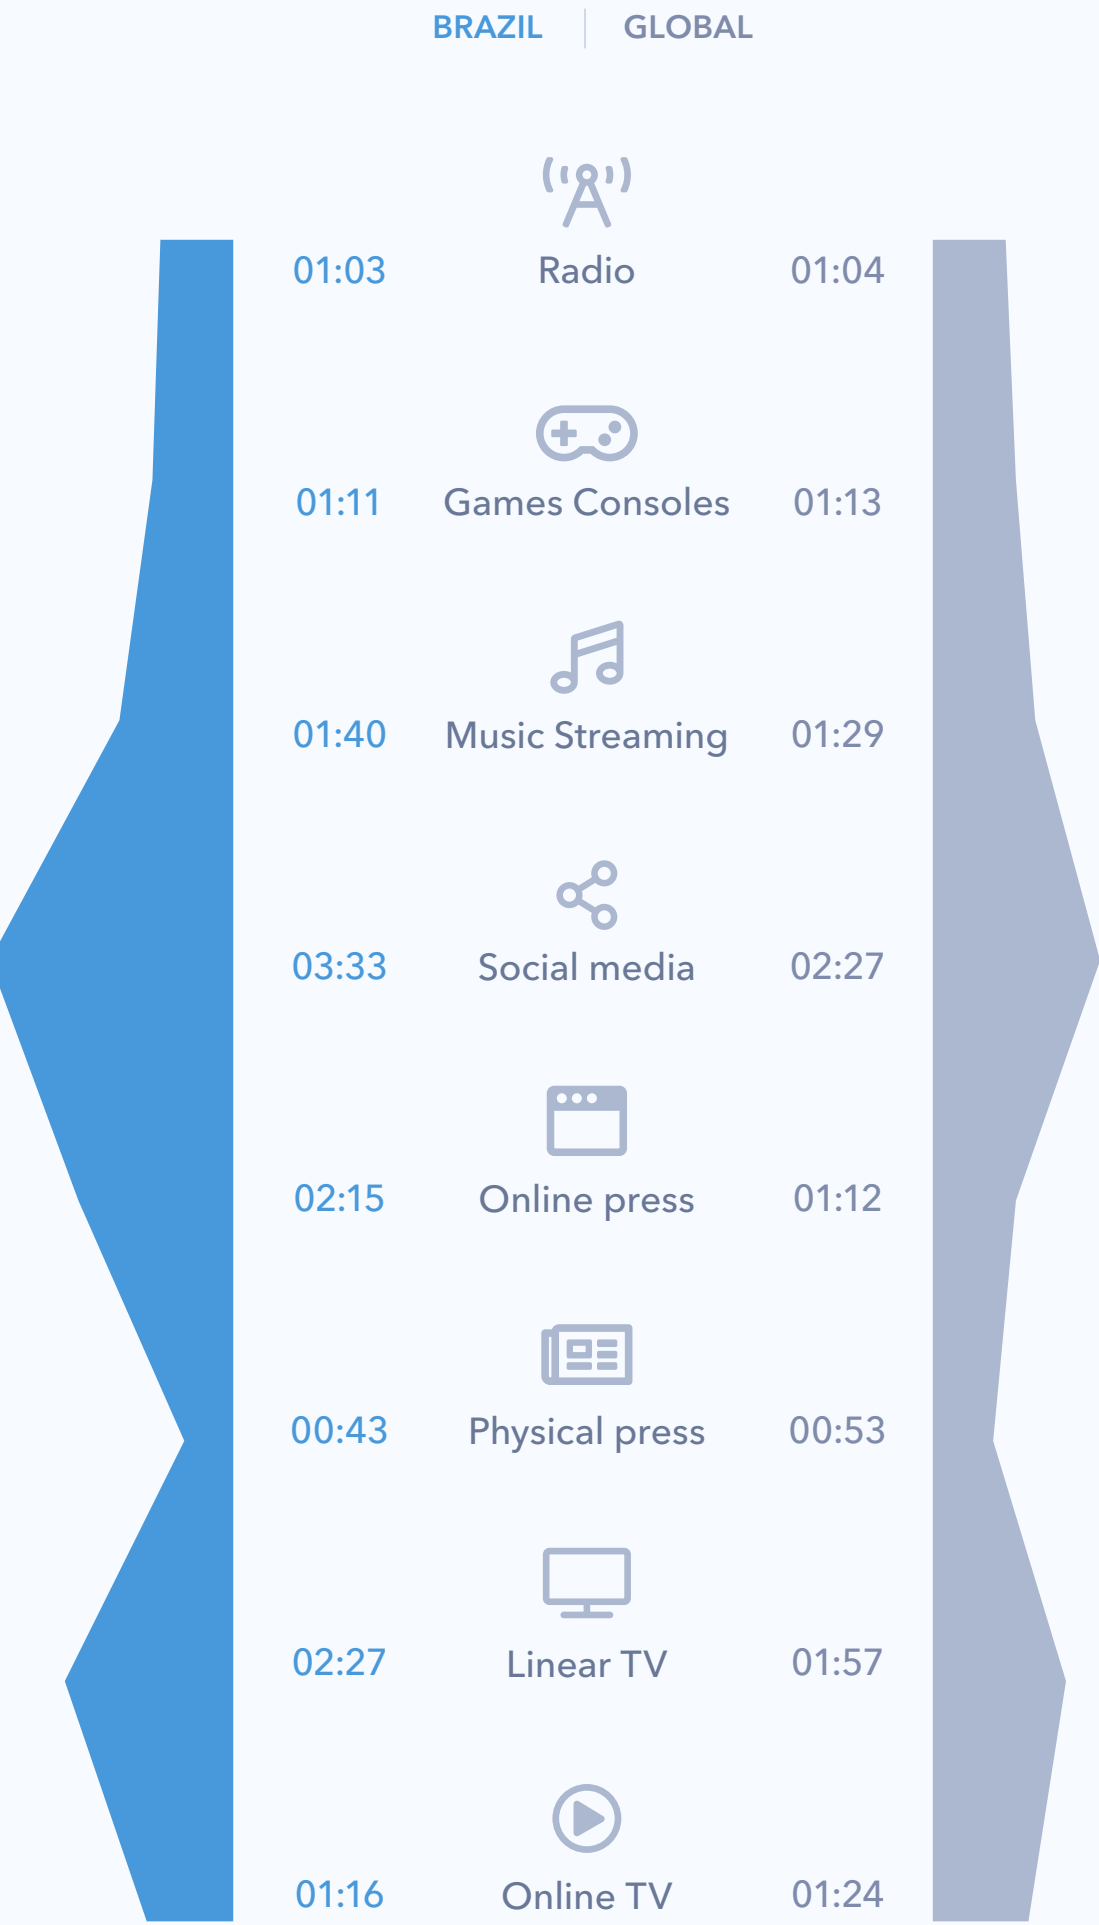 BRAZIL GLOBAL
01:03 Radio 01:04
01:11 Games Consoles 01:13
01:40 Music Streaming 01:29
03:33 Social media 02:27
02:15 Online press 01:12
00:43 Physical press 00:53
02:27 Linear TV 01:57
01:16 Online TV 01:24